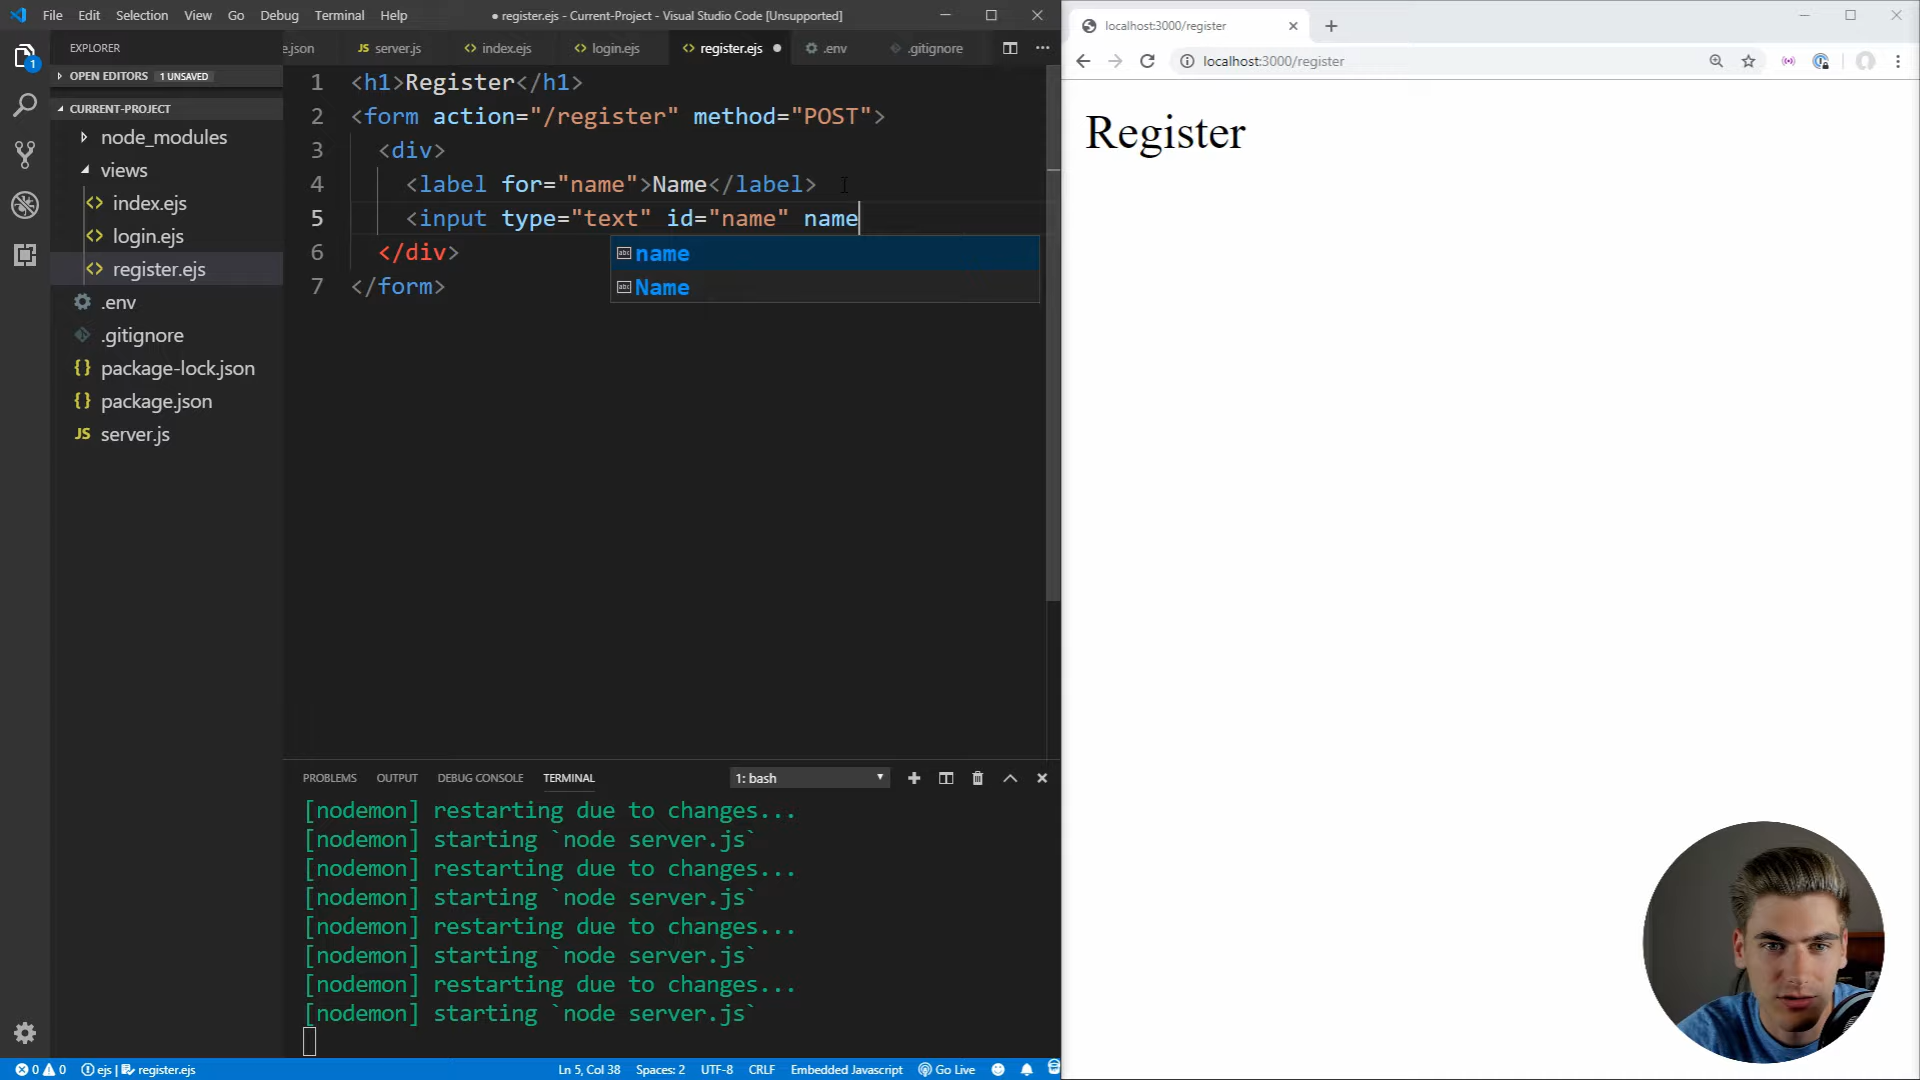 File Edit Selection View Go Debug Terminal Help
● register.ejs - Current-Project - Visual Studio Code [Unsupported]
EXPLORER
OPEN EDITORS 1 UNSAVED
CURRENT-PROJECT
node_modules
views
index.ejs
login.ejs
register.ejs
.env
.gitignore
package-lock.json
package.json
JS server.js
1
e.json JS server.js index.ejs login.ejs register.ejs ● .env .gitignore
1 <h1>Register</h1>
2 <form action="/register" method="POST">
3 <div>
4 <label for="name">Name</label>
5 <input type="text" id="name" name
6 </div>
7 </form>
name
Name
PROBLEMS OUTPUT DEBUG CONSOLE TERMINAL 1: bash
[nodemon] restarting due to changes...
[nodemon] starting `node server.js`
[nodemon] restarting due to changes...
[nodemon] starting `node server.js`
[nodemon] restarting due to changes...
[nodemon] starting `node server.js`
[nodemon] restarting due to changes...
[nodemon] starting `node server.js`
0 0 ejs | register.ejs Ln 5, Col 38 Spaces: 2 UTF-8 CRLF Embedded Javascript Go Live
localhost:3000/register
localhost:3000/register
Register